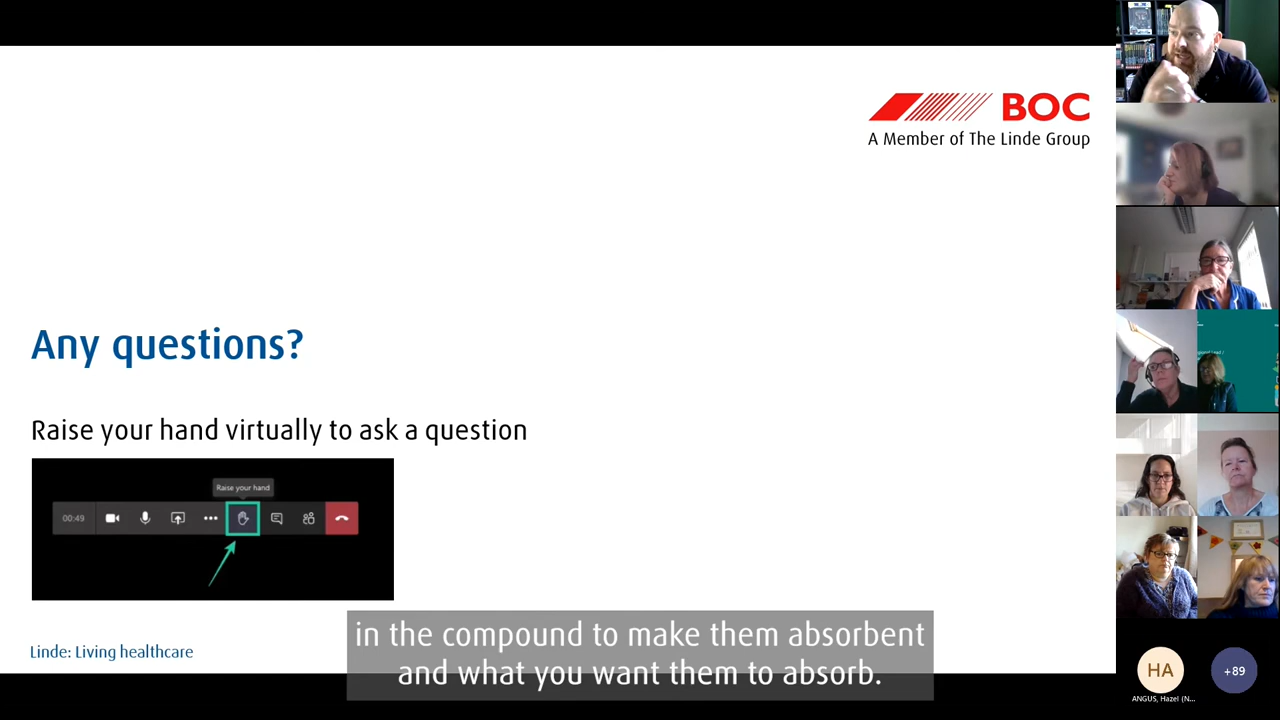 BOC
A Member of The Linde Group
Any questions?
Raise your hand virtually to ask a question
Raise your hand
00:49
Linde: Living healthcare
in the compound to make them absorbent
and what you want them to absorb.
HA
+89
ANGUS, Hazel (N...